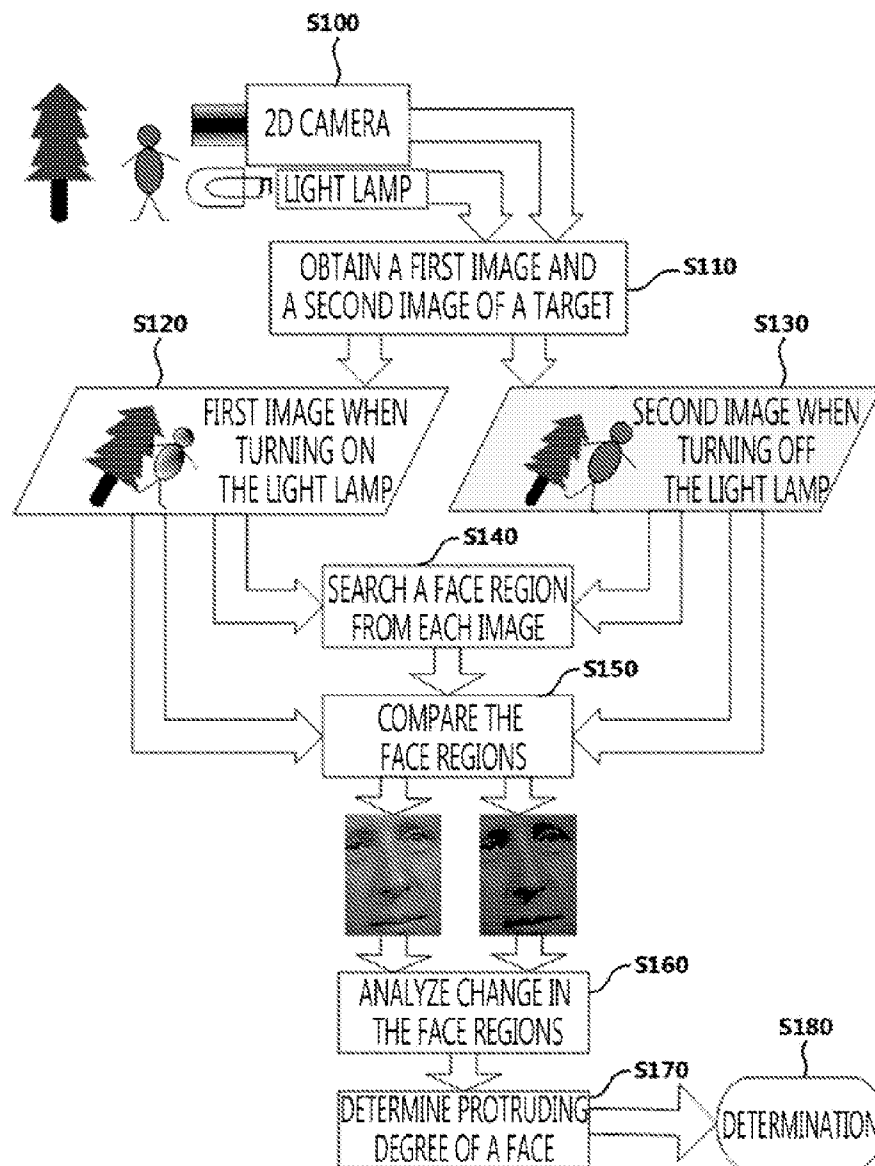 S100
2D CAMERA
LIGHT LAMP
OBTAIN A FIRST IMAGE AND
A SECOND IMAGE OF A TARGET
S110
S120
S130
FIRST IMAGE WHEN
TURNING ON
THE LIGHT LAMP
SECOND IMAGE WHEN
TURNING OFF
THE LIGHT LAMP
S140
SEARCH A FACE REGION
FROM EACH IMAGE
S150
COMPARE THE
FACE REGIONS
S160
ANALYZE CHANGE IN
THE FACE REGIONS
S170
DETERMINE PROTRUDING
DEGREE OF A FACE
S180
DETERMINATION